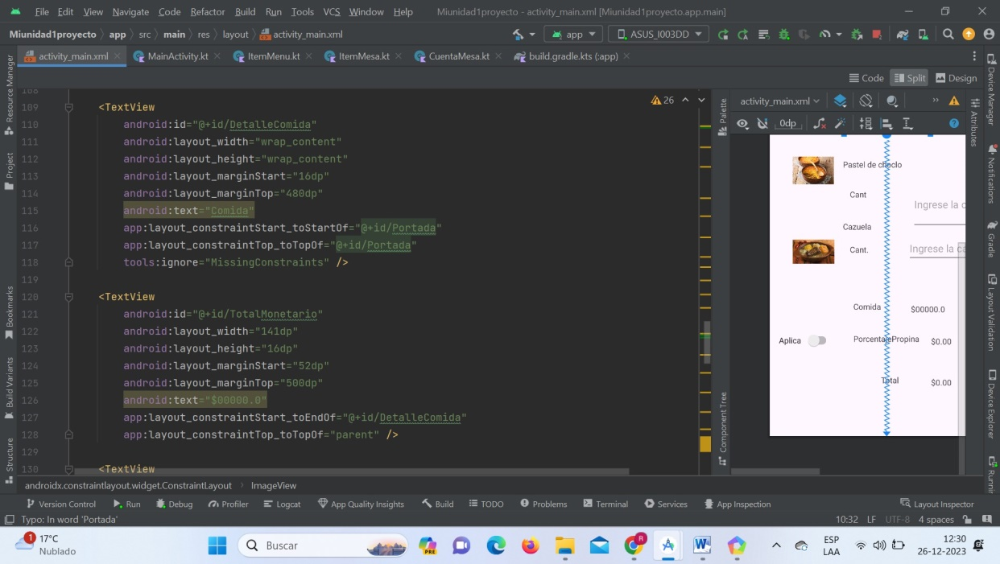 File Edit View Navigate Code Refactor Build Run Tools VCS Window Help Miunidad1proyecto - activity_main.xml [Miunidad1proyecto.app.main]
Miunidad1proyecto app src main res layout activity_main.xml app ASUS_I003DD
activity_main.xml MainActivity.kt ItemMenu.kt ItemMesa.kt CuentaMesa.kt build.gradle.kts (:app)
Code Split Design
Resource Manager
Project
Bookmarks
Build Variants
Structure
108
109 <TextView
110 android:id="@+id/DetalleComida"
111 android:layout_width="wrap_content"
112 android:layout_height="wrap_content"
113 android:layout_marginStart="16dp"
114 android:layout_marginTop="480dp"
115 android:text="Comida"
116 app:layout_constraintStart_toStartOf="@+id/Portada"
117 app:layout_constraintTop_toTopOf="@+id/Portada"
118 tools:ignore="MissingConstraints" />
119
120 <TextView
121 android:id="@+id/TotalMonetario"
122 android:layout_width="141dp"
123 android:layout_height="16dp"
124 android:layout_marginStart="52dp"
125 android:layout_marginTop="500dp"
126 android:text="$00000.0"
127 app:layout_constraintStart_toEndOf="@+id/DetalleComida"
128 app:layout_constraintTop_toTopOf="parent" />
129
130 <TextView
26
Palette
Component Tree
activity_main.xml
0dp
Pastel de choclo
Cant
Ingrese la c
Cazuela
Cant.
Ingrese la ca
Comida $00000.0
Aplica PorcentajePropina $0.00
Total $0.00
Attributes
Device Manager
Notifications
Gradle
Layout Validation
Device Explorer
Runni
androidx.constraintlayout.widget.ConstraintLayout ImageView
Version Control Run Debug Profiler Logcat App Quality Insights Build TODO Problems Terminal Services App Inspection Layout Inspector
Typo: In word 'Portada' 10:32 LF UTF-8 4 spaces
1 17°C
Nublado
Buscar
PRE
R
ESP
LAA
12:30
26-12-2023